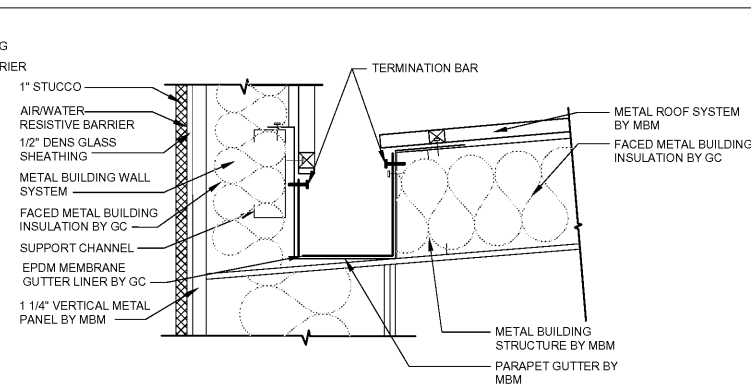 G
RIER
1" STUCCO
AIR/WATER
RESISTIVE BARRIER
1/2" DENS GLASS
SHEATHING
METAL BUILDING WALL
SYSTEM
FACED METAL BUILDING
INSULATION BY GC
SUPPORT CHANNEL
EPDM MEMBRANE
GUTTER LINER BY GC
1 1/4" VERTICAL METAL
PANEL BY MBM
TERMINATION BAR
METAL ROOF SYSTEM
BY MBM
FACED METAL BUILDING
INSULATION BY GC
METAL BUILDING
STRUCTURE BY MBM
PARAPET GUTTER BY
MBM